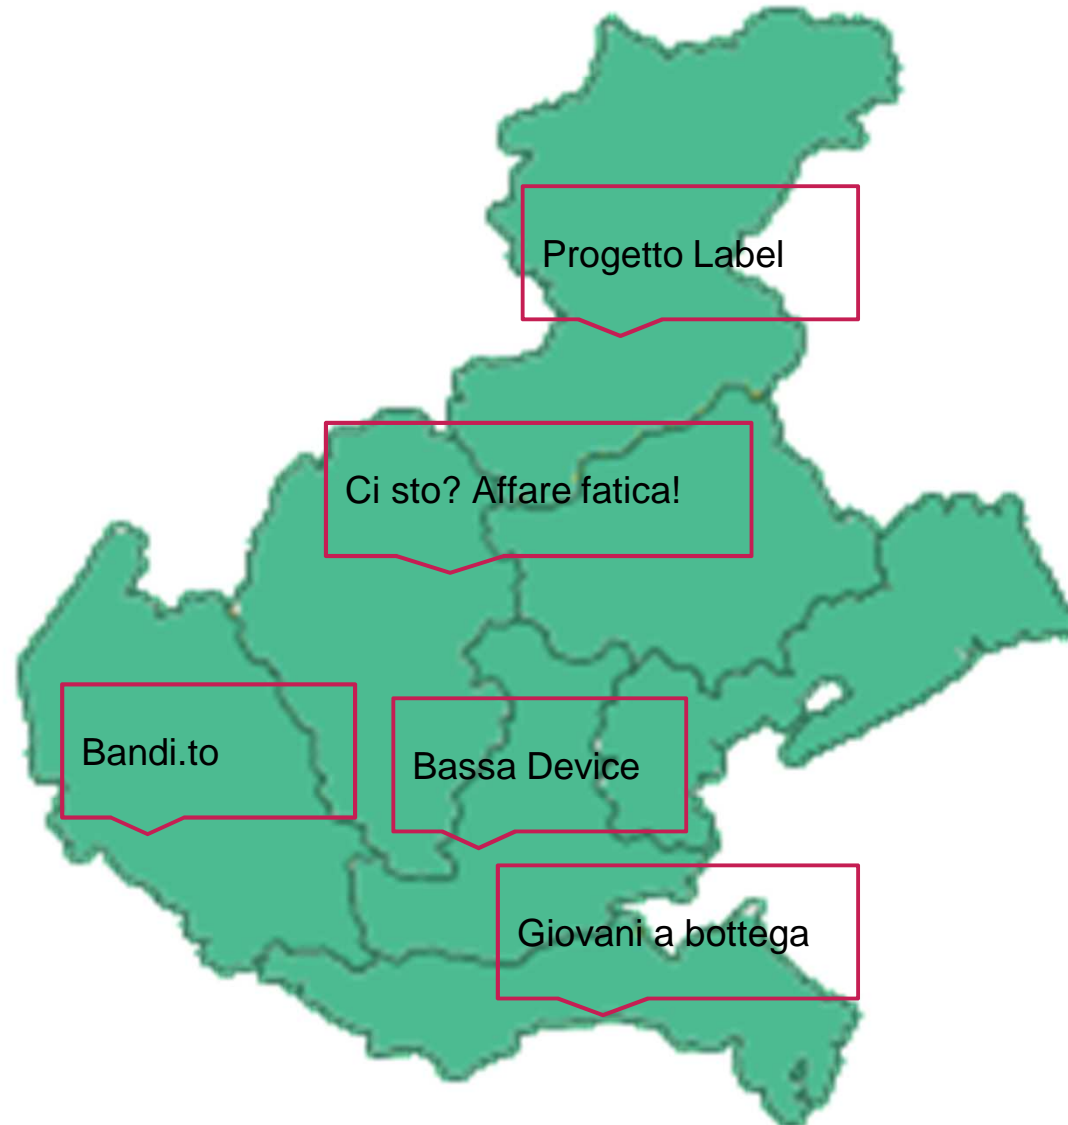 Progetto Label
Ci sto? Affare fatica!
Bandi.to
Bassa Device
Giovani a bottega